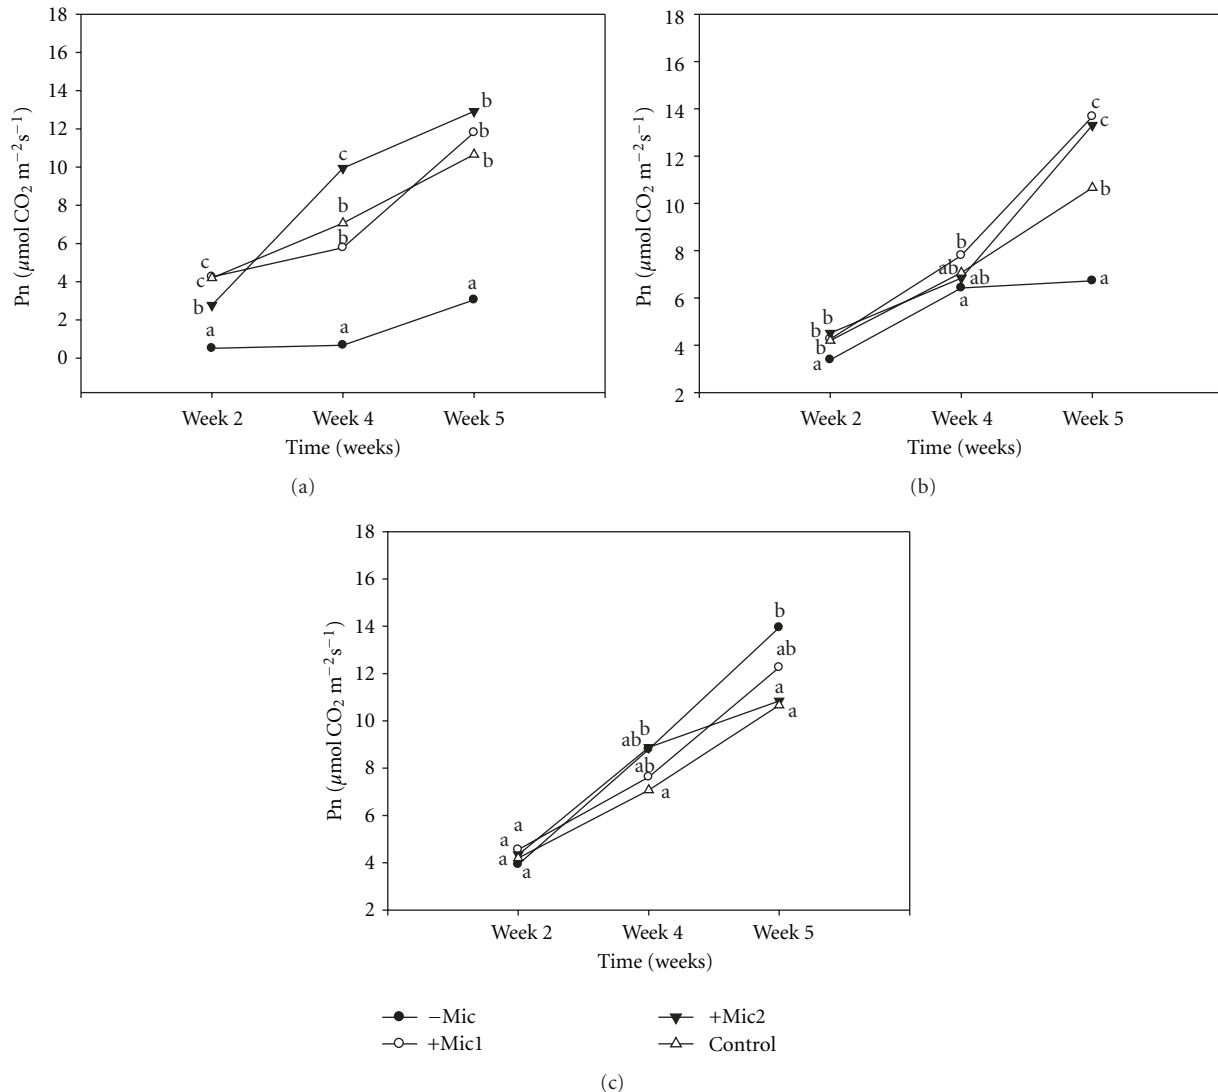 18
16
14
12
10
8
6
4
2
0
Pn (μmol CO₂ m⁻²s⁻¹)
c
c
b
a
c
b
b
a
b
b
b
a
Week 2 Week 4 Week 5
Time (weeks)
(a)
18
16
14
12
10
8
6
4
2
Pn (μmol CO₂ m⁻²s⁻¹)
b
b
b
a
b
ab
ab
a
c
c
b
a
Week 2 Week 4 Week 5
Time (weeks)
(b)
18
16
14
12
10
8
6
4
2
Pn (μmol CO₂ m⁻²s⁻¹)
a
a
a
a
b
ab
ab
a
b
ab
a
a
Week 2 Week 4 Week 5
Time (weeks)
−Mic +Mic2
+Mic1 Control
(c)